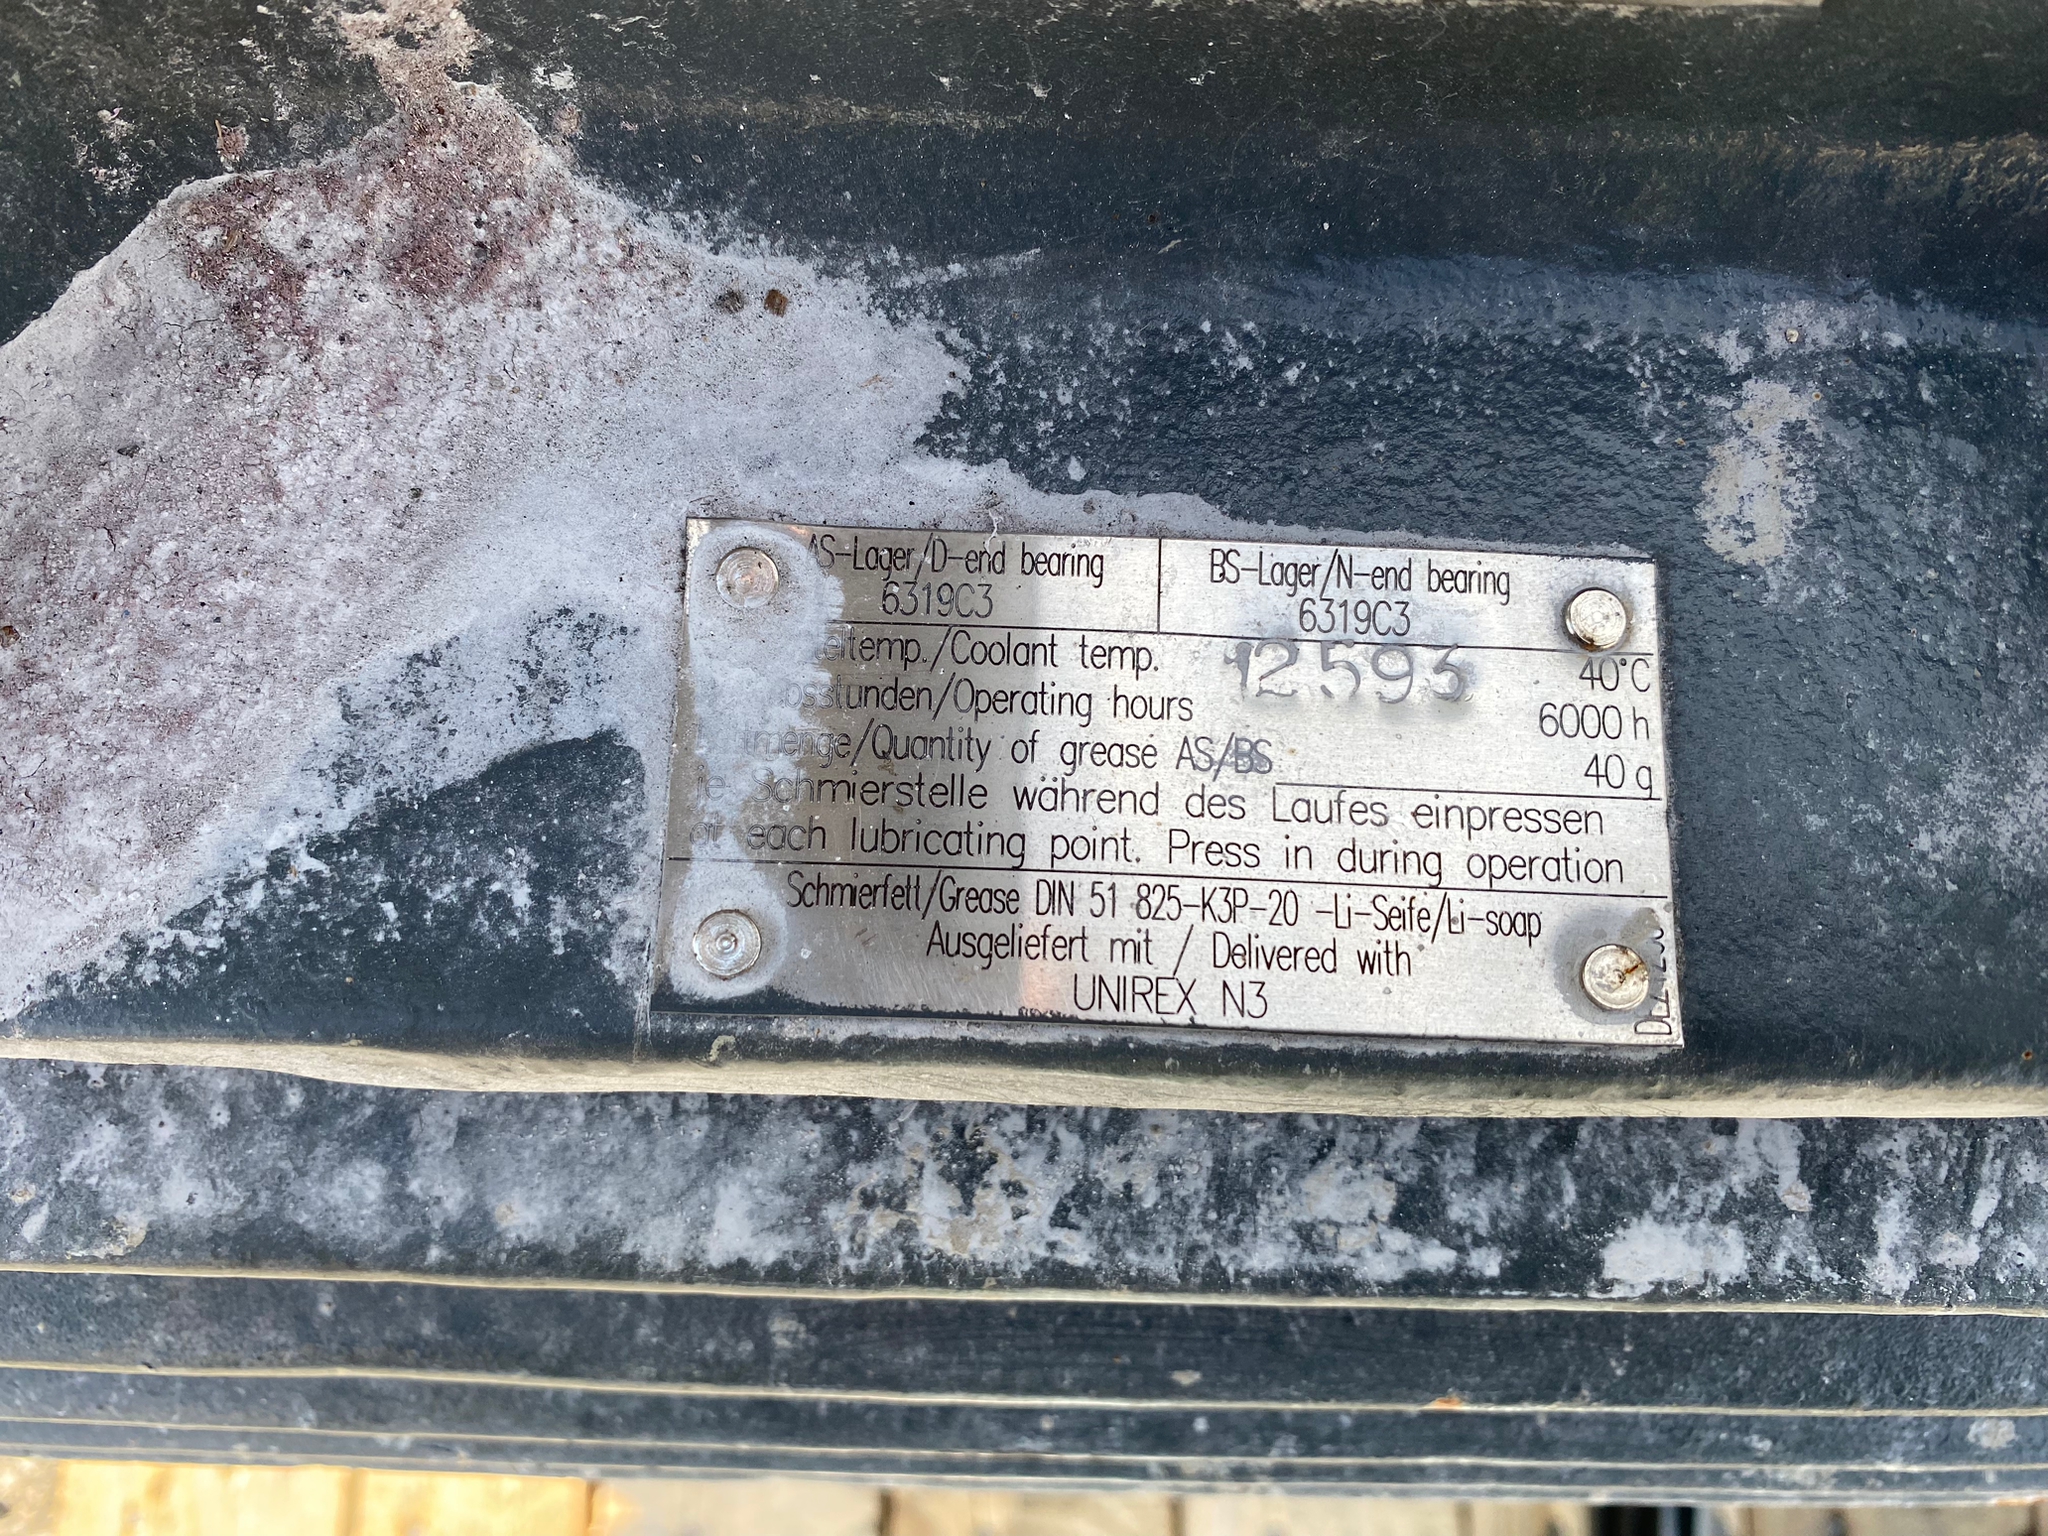 AS-Lager/D-end bearing
6319C3
BS-Lager/N-end bearing
6319C3
/Coolant temp. 40°C
12593
/Operating hours 6000 h
/Quantity of grease AS/BS 40 g
Schmierstelle während des Laufes einpressen
at each lubricating point. Press in during operation
Schmierfett/Grease DIN 51 825-K3P-20 -Li-Seife/Li-soap
Ausgeliefert mit / Delivered with
UNIREX N3